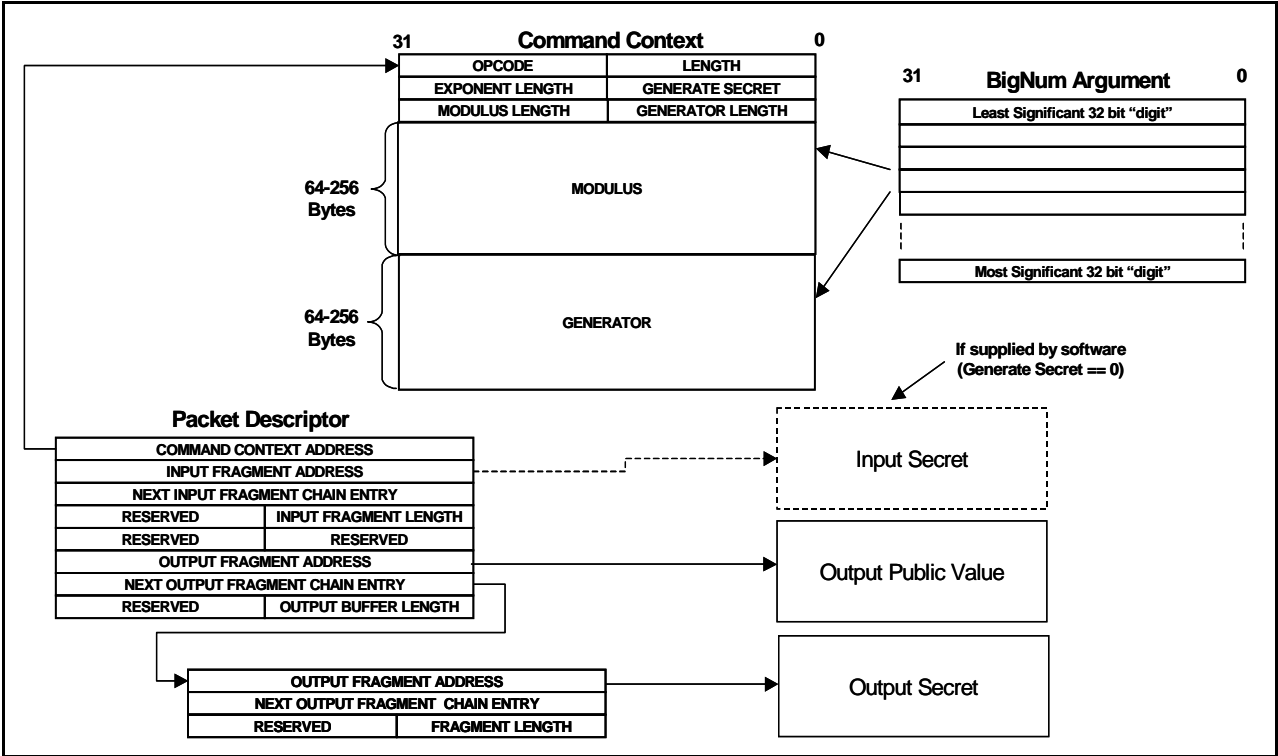 31 Command Context 0
OPCODE LENGTH
EXPONENT LENGTH GENERATE SECRET
MODULUS LENGTH GENERATOR LENGTH
64-256
Bytes
MODULUS
64-256
Bytes
GENERATOR
31 BigNum Argument 0
Least Significant 32 bit “digit”
Most Significant 32 bit “digit”
If supplied by software
(Generate Secret == 0)
Packet Descriptor
COMMAND CONTEXT ADDRESS
INPUT FRAGMENT ADDRESS
NEXT INPUT FRAGMENT CHAIN ENTRY
RESERVED INPUT FRAGMENT LENGTH
RESERVED RESERVED
OUTPUT FRAGMENT ADDRESS
NEXT OUTPUT FRAGMENT CHAIN ENTRY
RESERVED OUTPUT BUFFER LENGTH
Input Secret
Output Public Value
OUTPUT FRAGMENT ADDRESS
NEXT OUTPUT FRAGMENT CHAIN ENTRY
RESERVED FRAGMENT LENGTH
Output Secret